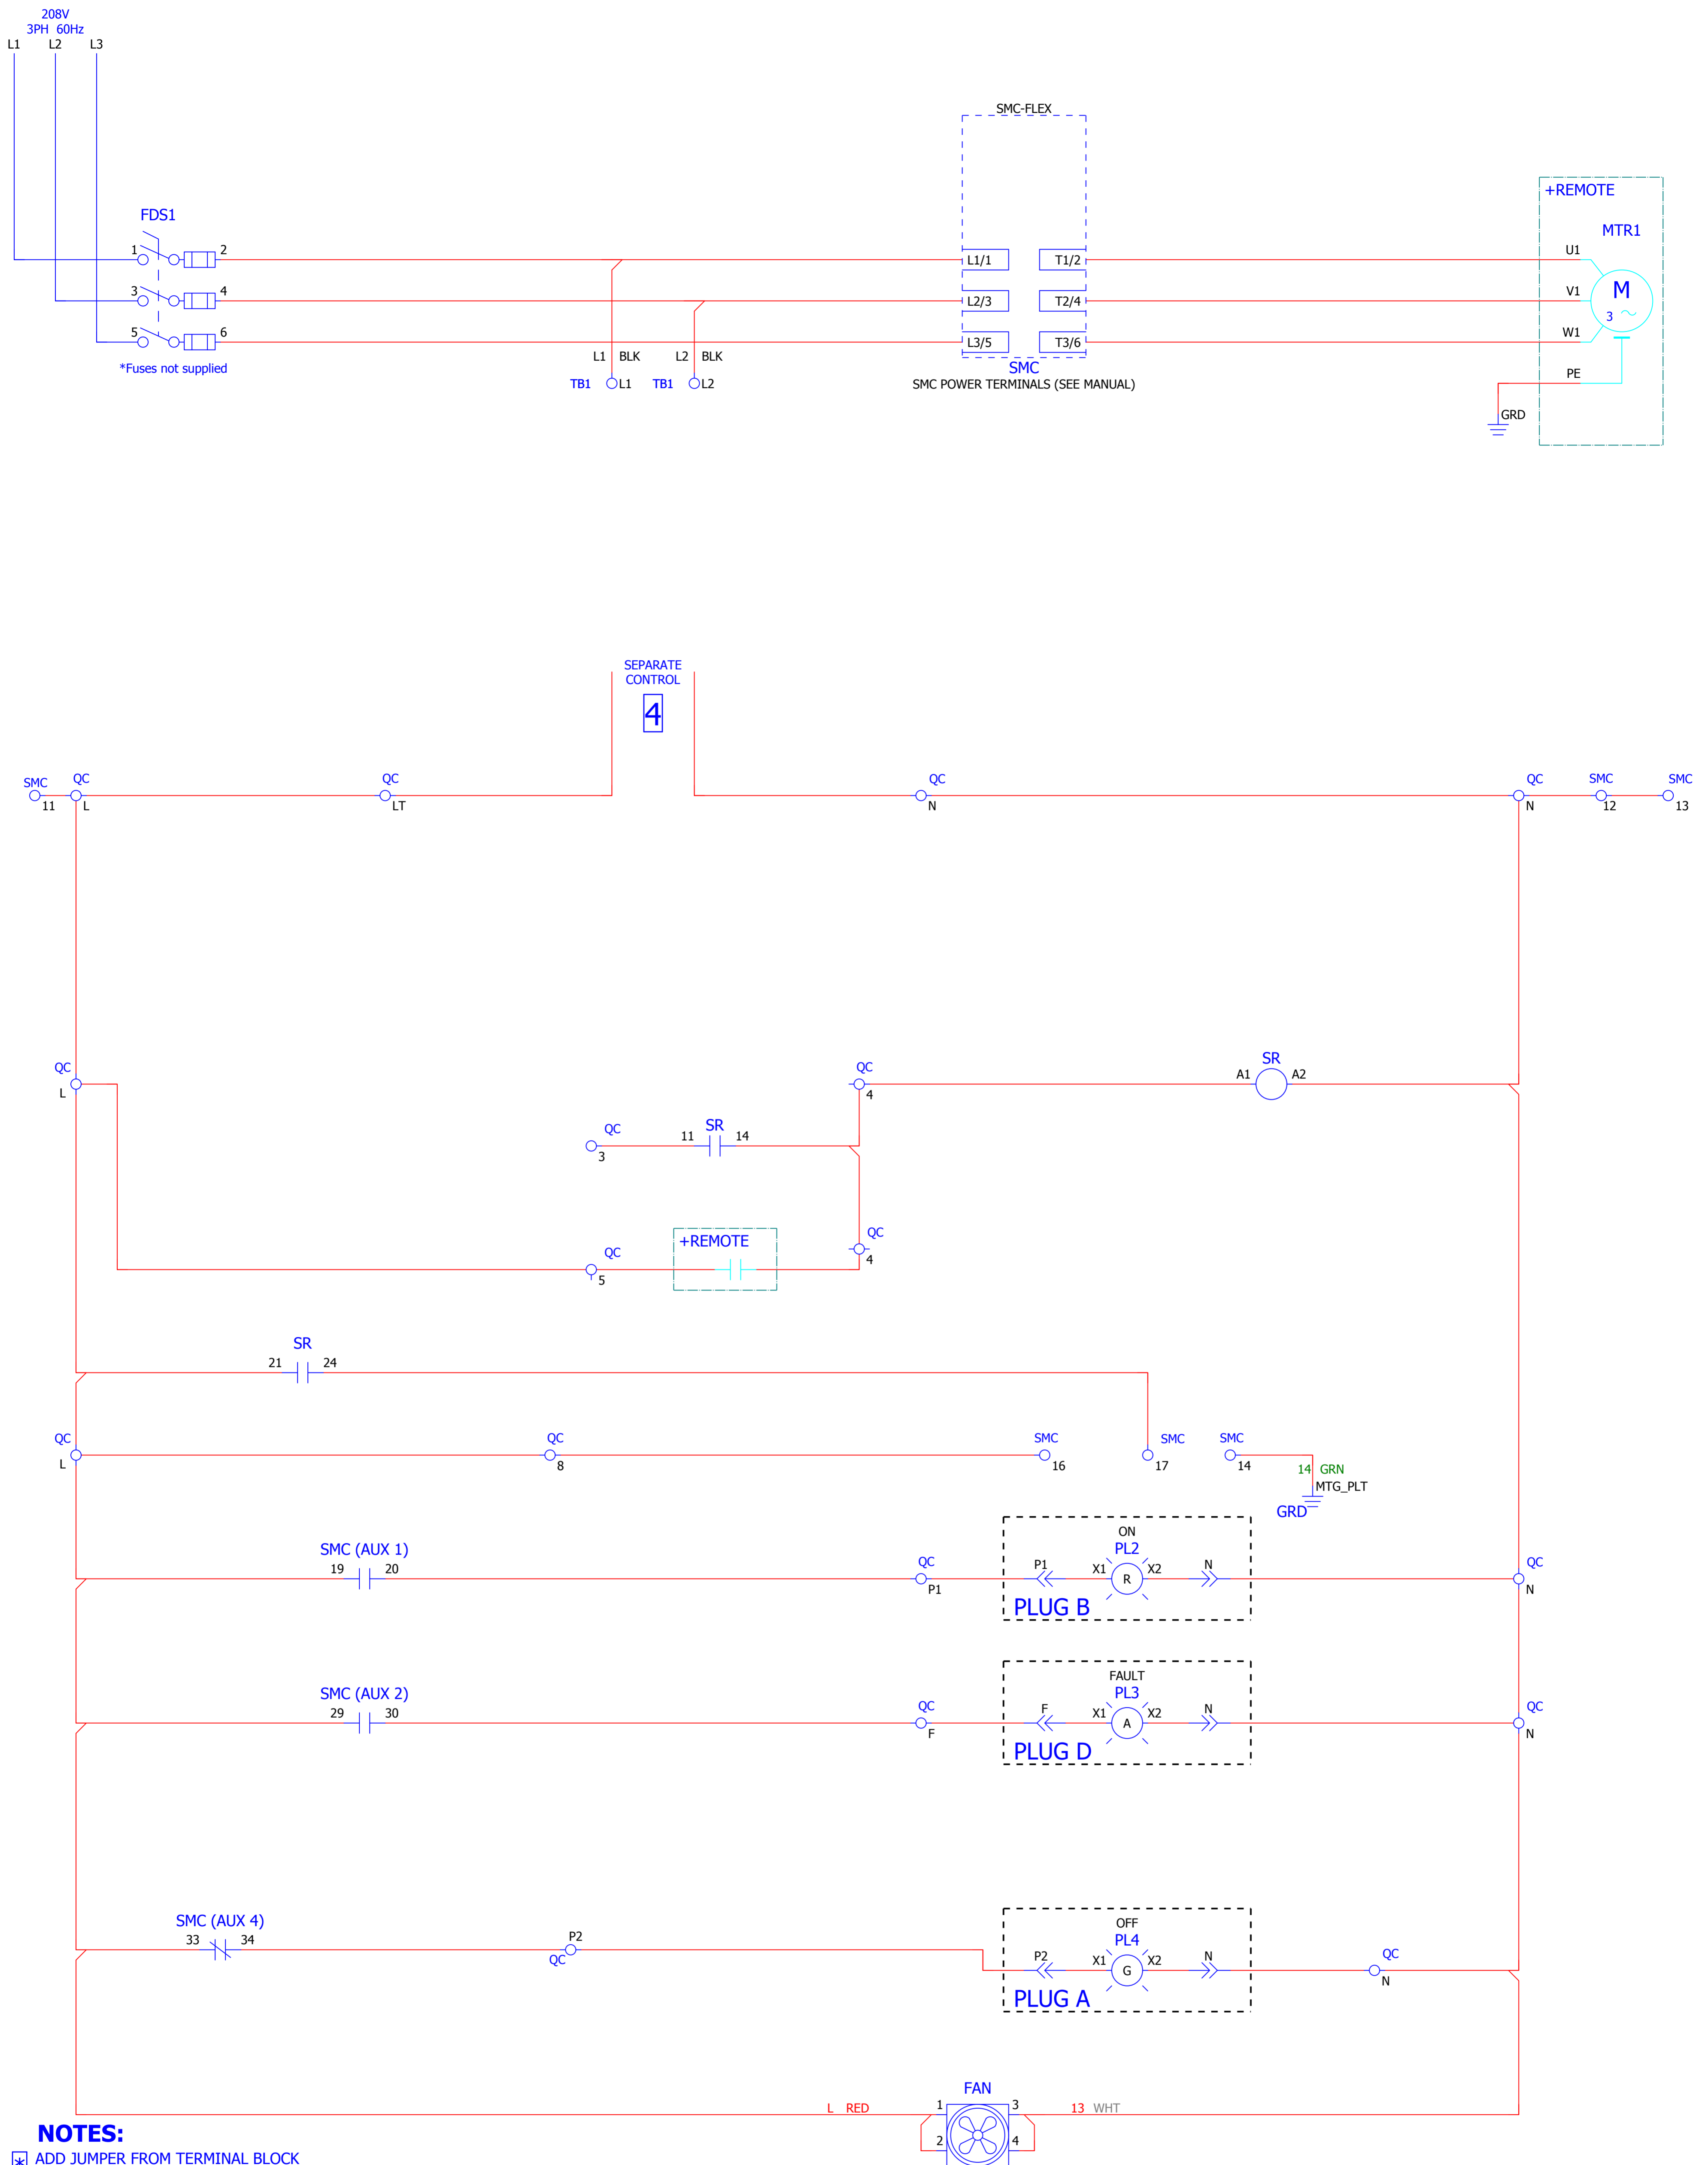 208V
3PH 60Hz
L1 L2 L3
SMC-FLEX
+REMOTE
MTR1
FDS1
1 2 L1/1 T1/2 U1
3 4 L2/3 T2/4 V1 M
3
5 6 L3/5 T3/6 W1
*Fuses not supplied
L1 BLK L2 BLK
SMC
TB1 L1 TB1 L2
SMC POWER TERMINALS (SEE MANUAL)
PE
GRD
SEPARATE
CONTROL
4
SMC QC QC QC QC SMC SMC
11 L LT N N 12 13
QC QC SR
A1 A2
L 4
QC SR
11 14
3
QC +REMOTE QC
4
5
SR
21 24
QC QC SMC SMC SMC
L 8 16 17 14
14 GRN
MTG_PLT
GRD
ON
SMC (AUX 1) PL2
19 20 QC P1 X1 R X2 N QC
P1 N
PLUG B
FAULT
SMC (AUX 2) PL3
29 30 QC F X1 A X2 N QC
F N
PLUG D
SMC (AUX 4) OFF
33 34 P2 PL4
QC P2 X1 G X2 N QC
N
PLUG A
FAN
L RED 1 3 13 WHT
2 4
NOTES:
* ADD JUMPER FROM TERMINAL BLOCK